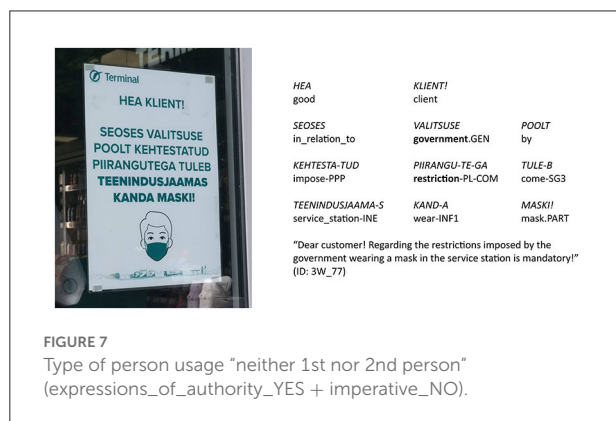 Terminal
HEA KLIENT!
SEOSES VALITSUSE
POOLT KEHTESTATUD
PIIRANGUTEGA TULEB
TEENINDUSJAAMAS
KANDA MASKI!
HEA KLIENT!
good client
SEOSES VALITSUSE POOLT
in_relation_to government.GEN by
KEHTESTA-TUD PIIRANGU-TE-GA TULE-B
impose-PPP restriction-PL-COM come-SG3
TEENINDUSJAAMA-S KAND-A MASKI!
service_station-INE wear-INF1 mask.PART
“Dear customer! Regarding the restrictions imposed by the
government wearing a mask in the service station is mandatory!”
(ID: 3W_77)
FIGURE 7
Type of person usage “neither 1st nor 2nd person”
(expressions_of_authority_YES + imperative_NO).